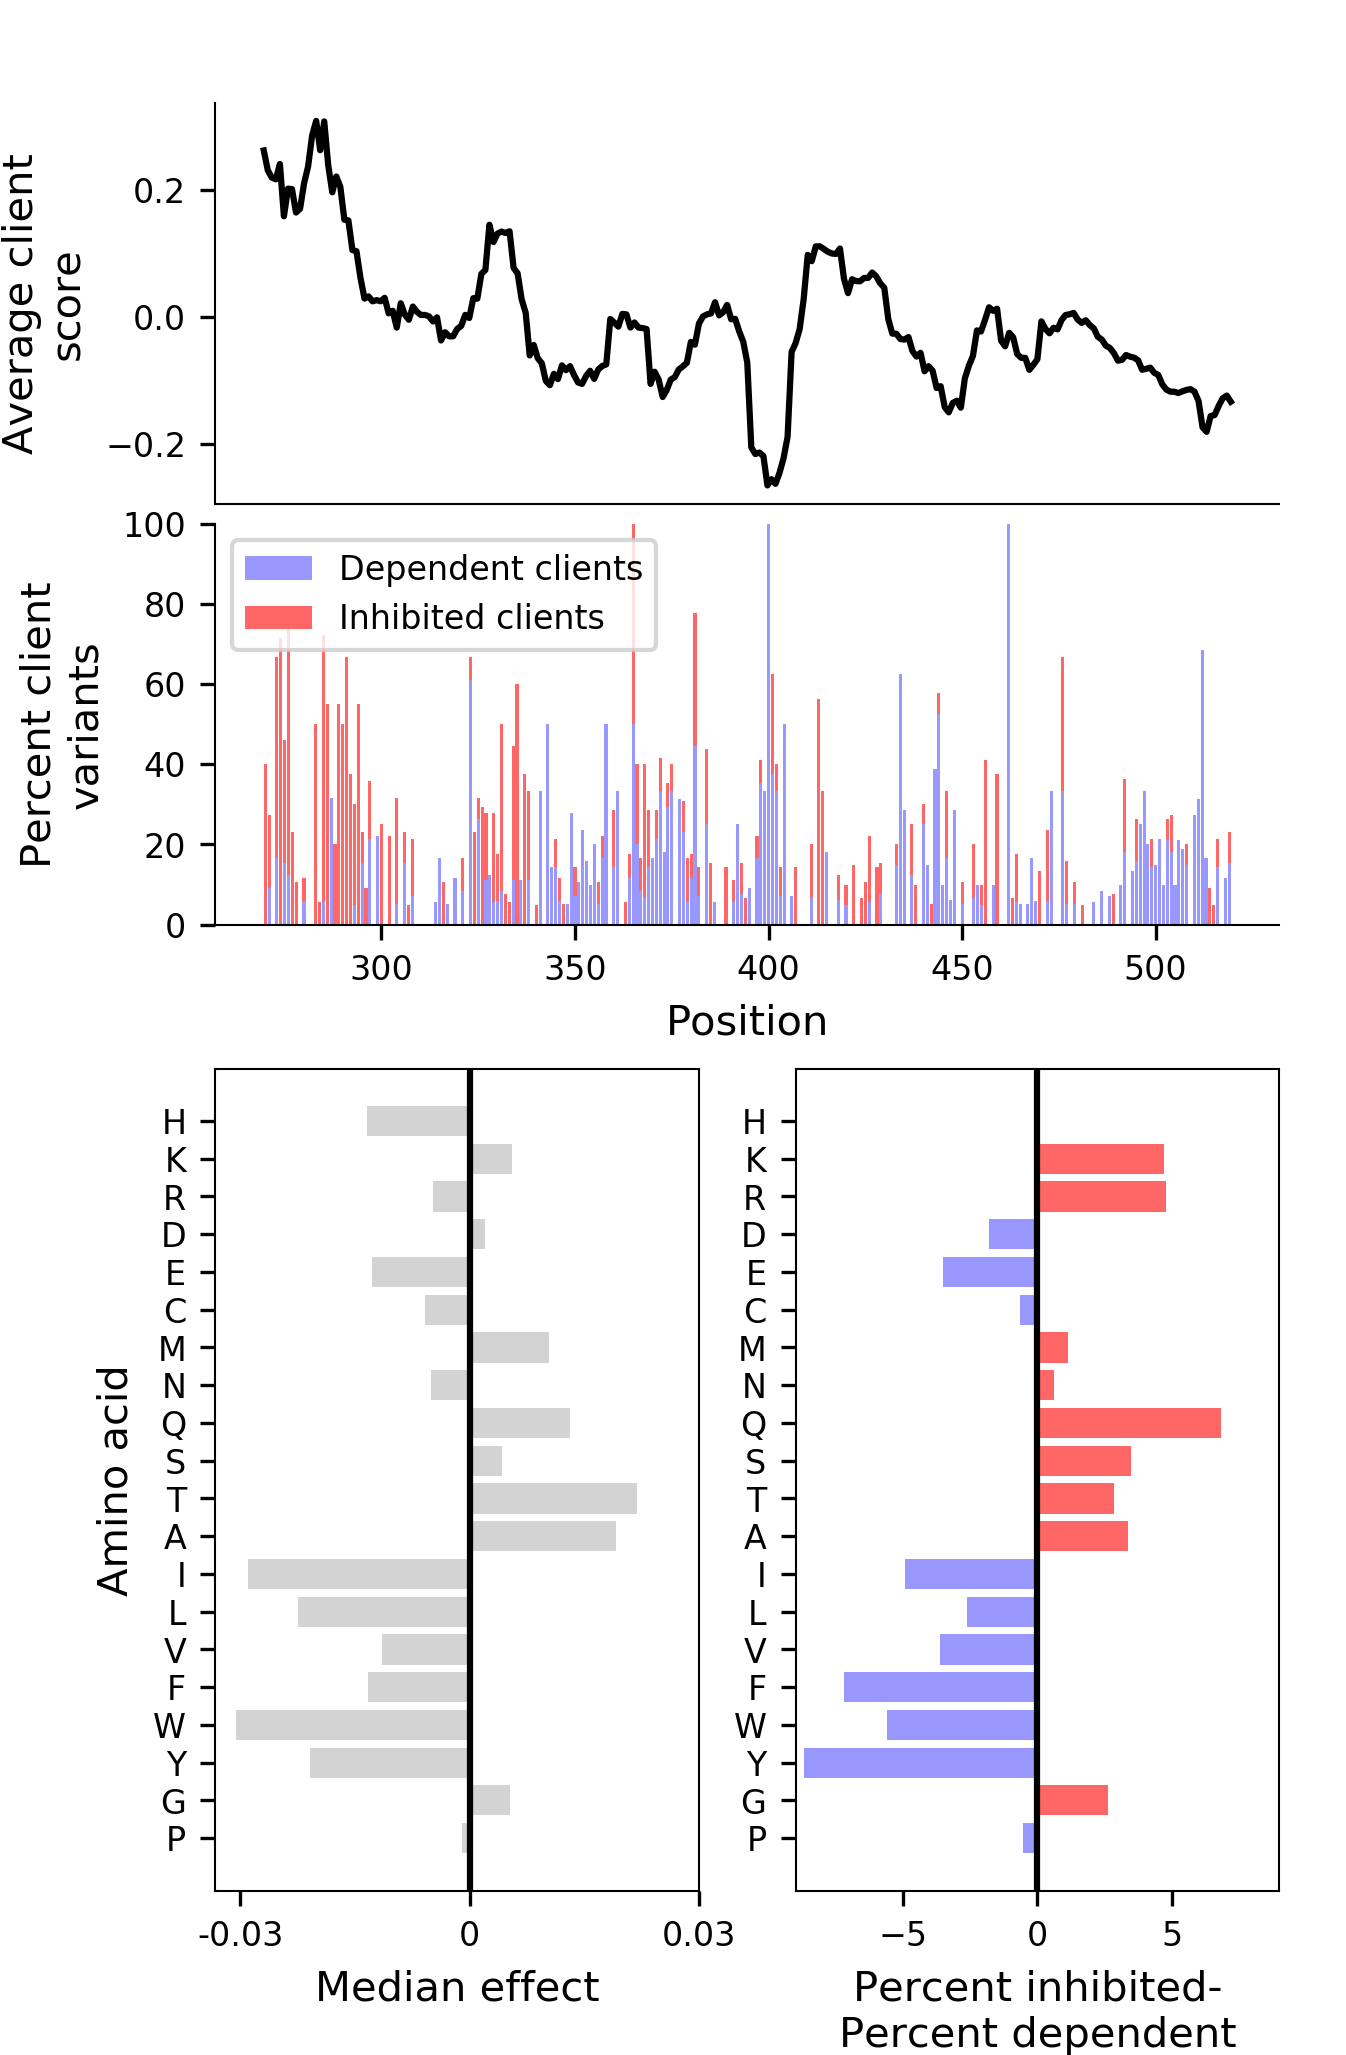 Average client
score
0.2
0.0
−0.2
Percent client
variants
100
80
60
40
20
0
Dependent clients
Inhibited clients
300
350
400
450
500
Position
Amino acid
H
K
R
D
E
C
M
N
Q
S
T
A
I
L
V
F
W
Y
G
P
-0.03
0
0.03
Median effect
H
K
R
D
E
C
M
N
Q
S
T
A
I
L
V
F
W
Y
G
P
−5
0
5
Percent inhibited-
Percent dependent